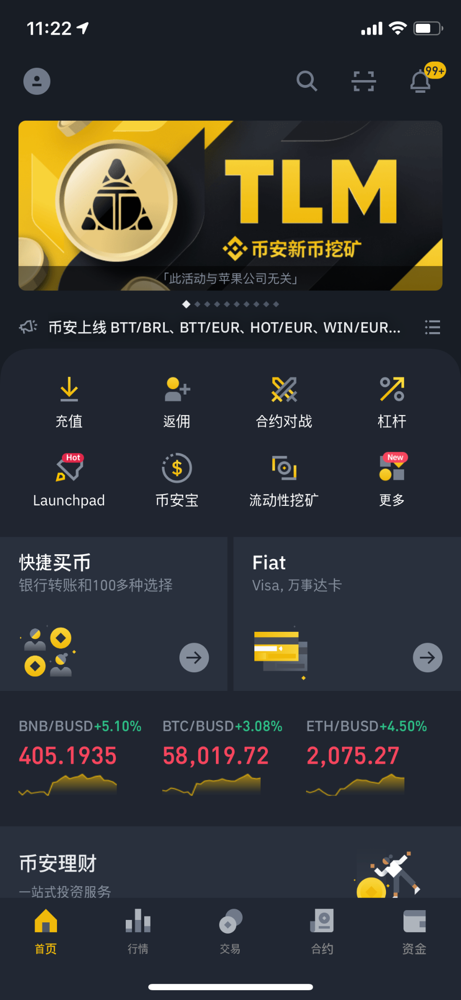 11:22
99+
TLM
币安新币挖矿
「此活动与苹果公司无关」
币安上线 BTT/BRL、BTT/EUR、HOT/EUR、WIN/EUR...
充值
返佣
合约对战
杠杆
Hot
New
Launchpad
币安宝
流动性挖矿
更多
快捷买币
Fiat
银行转账和100多种选择
Visa, 万事达卡
BNB/BUSD+5.10%
BTC/BUSD+3.08%
ETH/BUSD+4.50%
405.1935
58,019.72
2,075.27
币安理财
一站式投资服务
首页
行情
交易
合约
资金